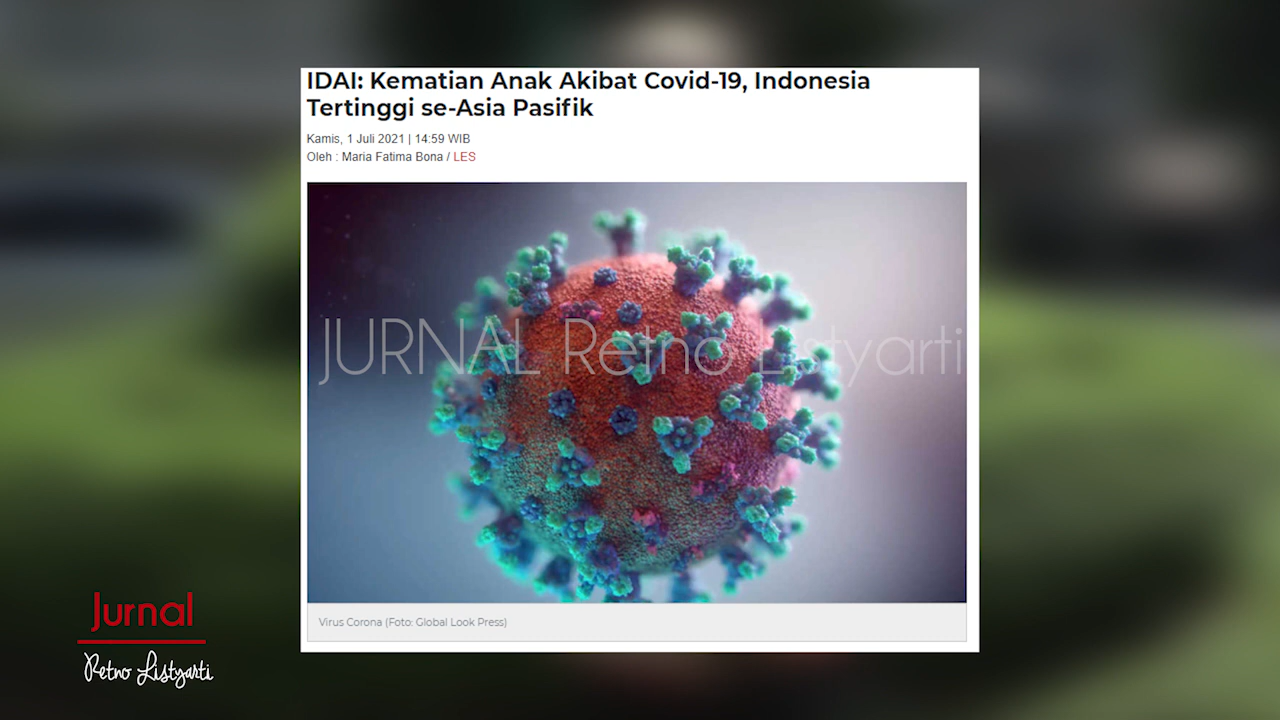 IDAI: Kematian Anak Akibat Covid-19, Indonesia
Tertinggi se-Asia Pasifik
Kamis, 1 Juli 2021 | 14:59 WIB
Oleh : Maria Fatima Bona / LES
JURNAL Retno Listyarti
Virus Corona (Foto: Global Look Press)
Jurnal
Retno Listyarti